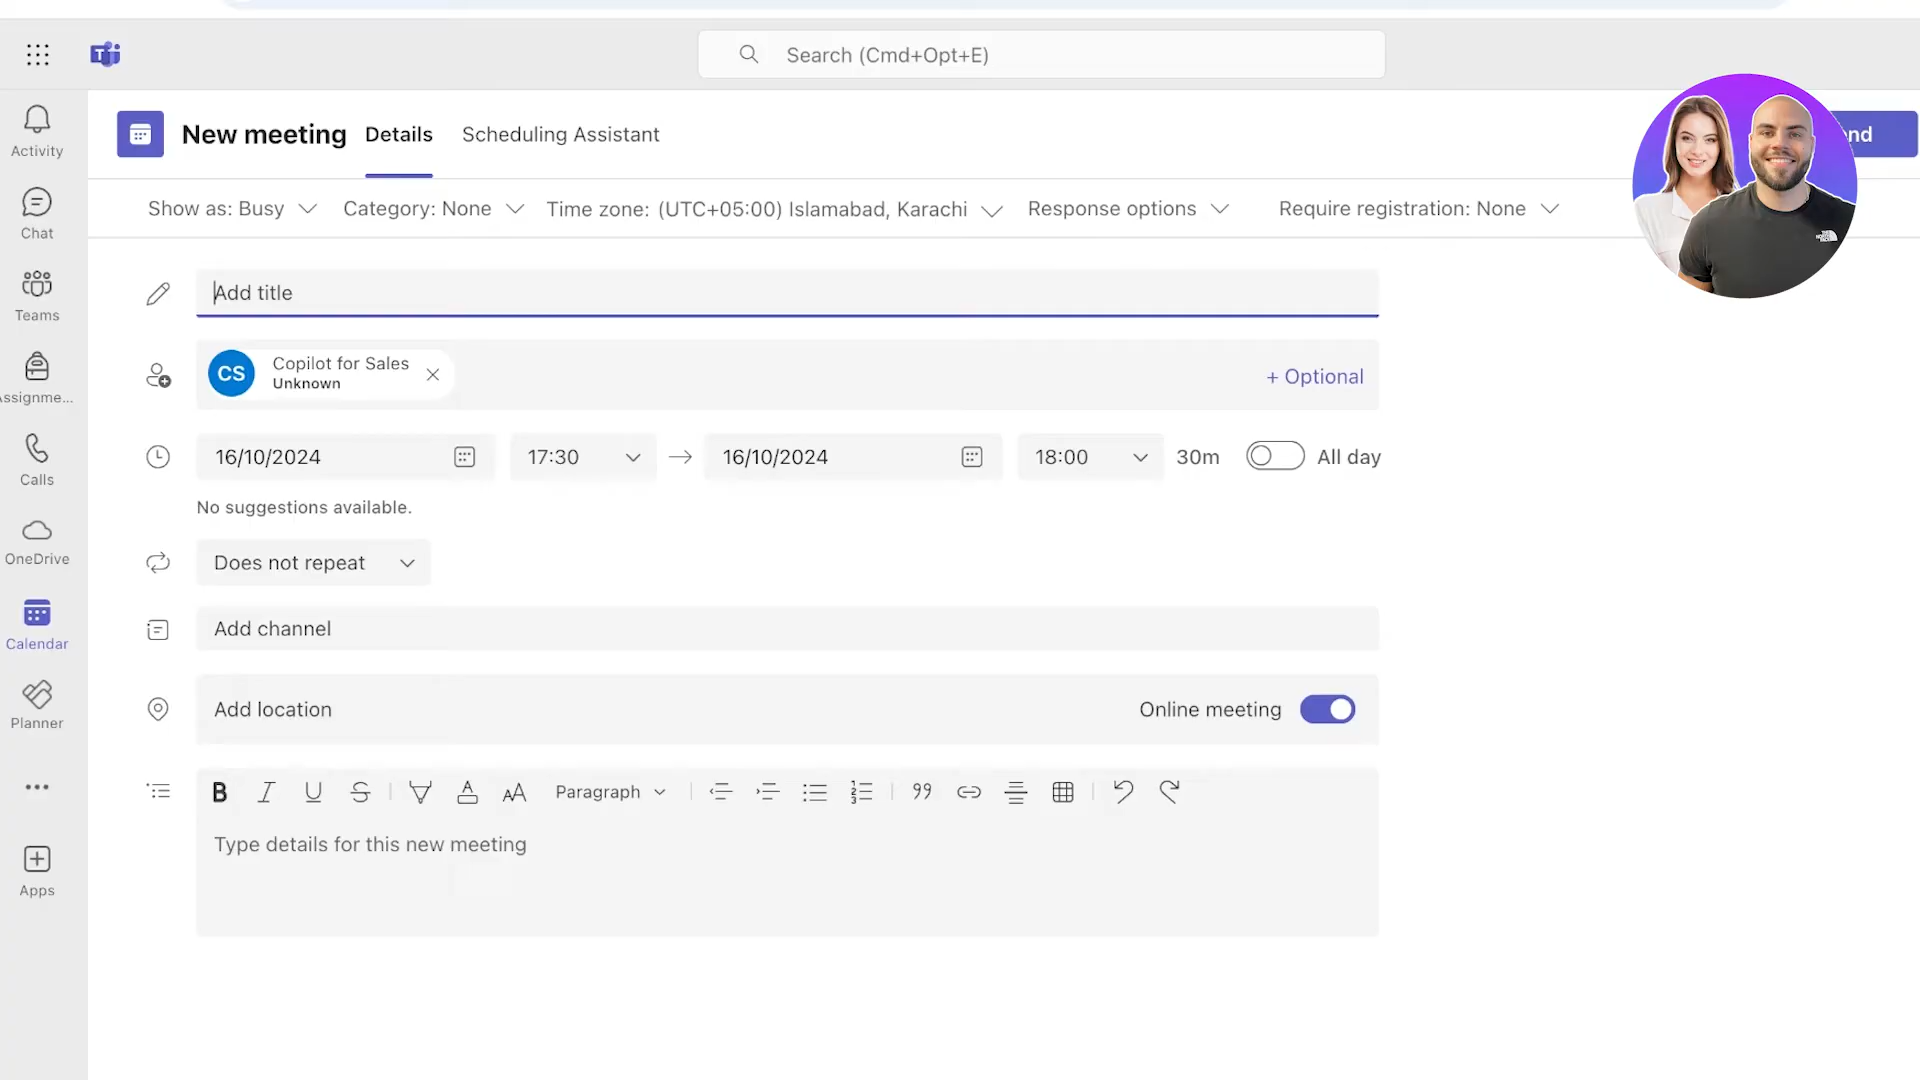 Search (Cmd+Opt+E)
Activity
Chat
Teams
Assignme...
Calls
OneDrive
Calendar
Planner
Apps
New meeting
Details
Scheduling Assistant
nd
Show as: Busy
Category: None
Time zone: (UTC+05:00) Islamabad, Karachi
Response options
Require registration: None
Add title
CS
Copilot for Sales
Unknown
+ Optional
16/10/2024
17:30
16/10/2024
18:00
30m
All day
No suggestions available.
Does not repeat
Add channel
Add location
Online meeting
Paragraph
Type details for this new meeting